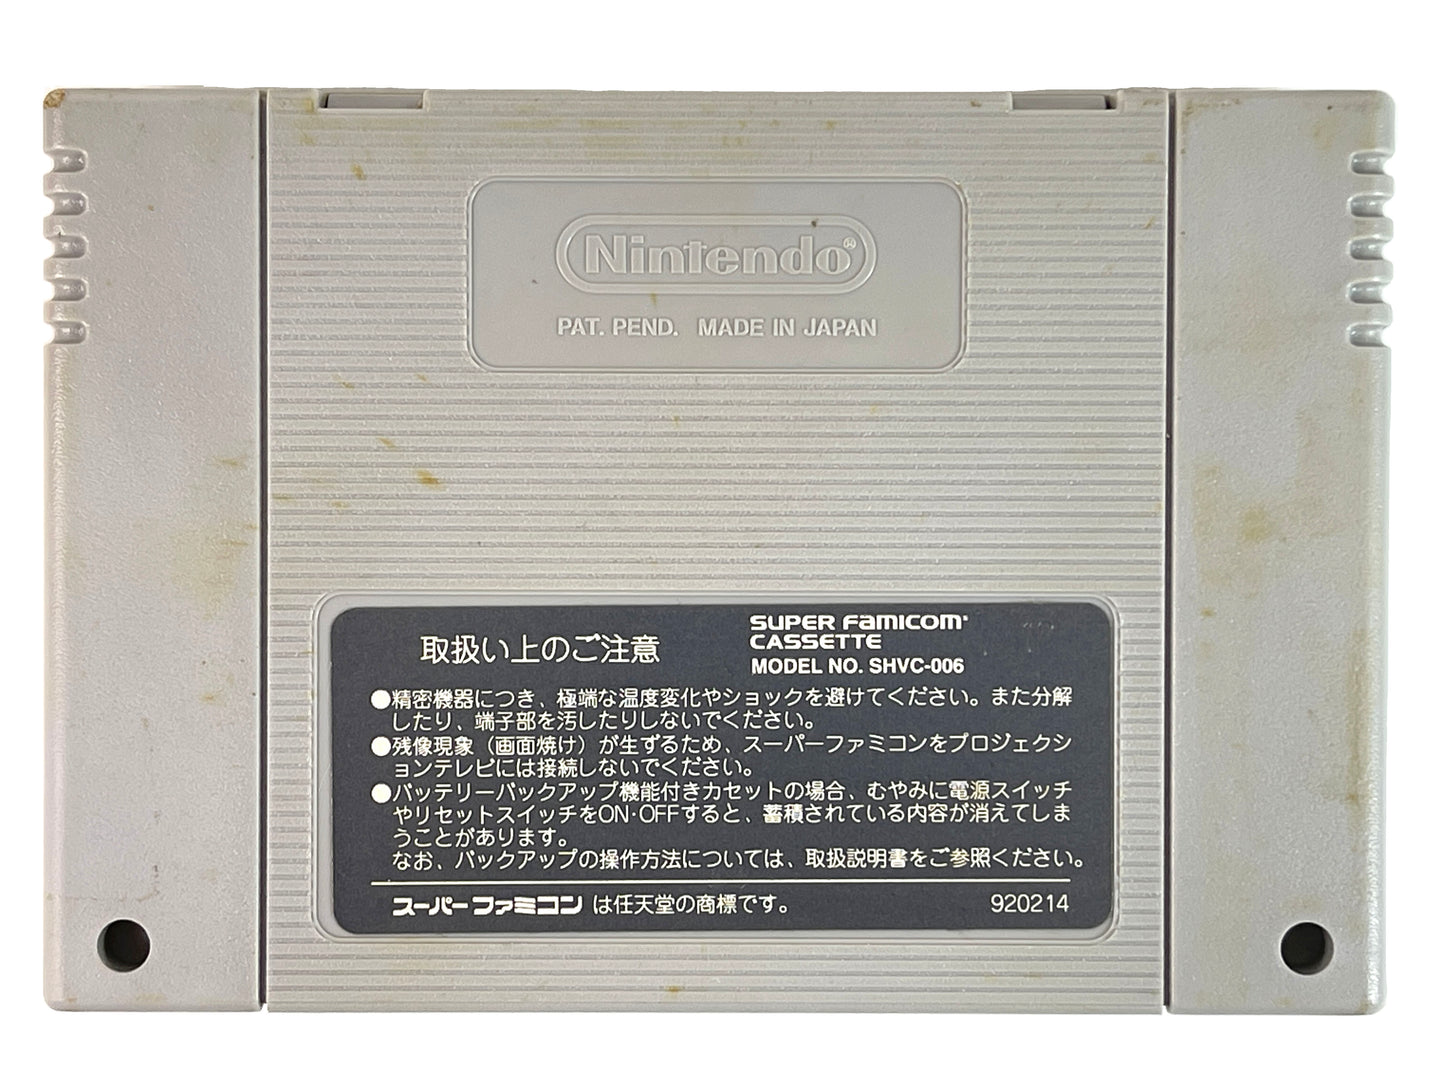 Nintendo®
PAT. PEND. MADE IN JAPAN
取扱い上のご注意
SUPER FAMICOM
CASSETTE
MODEL NO. SHVC-006
●精密機器につき、極端な温度変化やショックを避けてください。また分解
したり、端子部を汚したりしないでください。
●残像現象（画面焼け）が生ずるため、スーパーファミコンをプロジェクシ
ョンテレビには接続しないでください。
●バッテリーバックアップ機能付きカセットの場合、むやみに電源スイッチ
やリセットスイッチをON・OFFすると、蓄積されている内容が消えてしま
うことがあります。
なお、バックアップの操作方法については、取扱説明書をご参照ください。
スーパーファミコン は任天堂の商標です。
920214